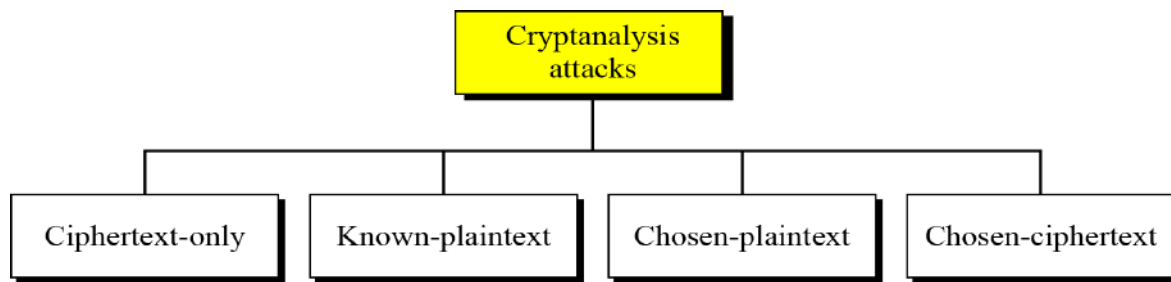 Cryptanalysis
attacks
Ciphertext-only
Known-plaintext
Chosen-plaintext
Chosen-ciphertext